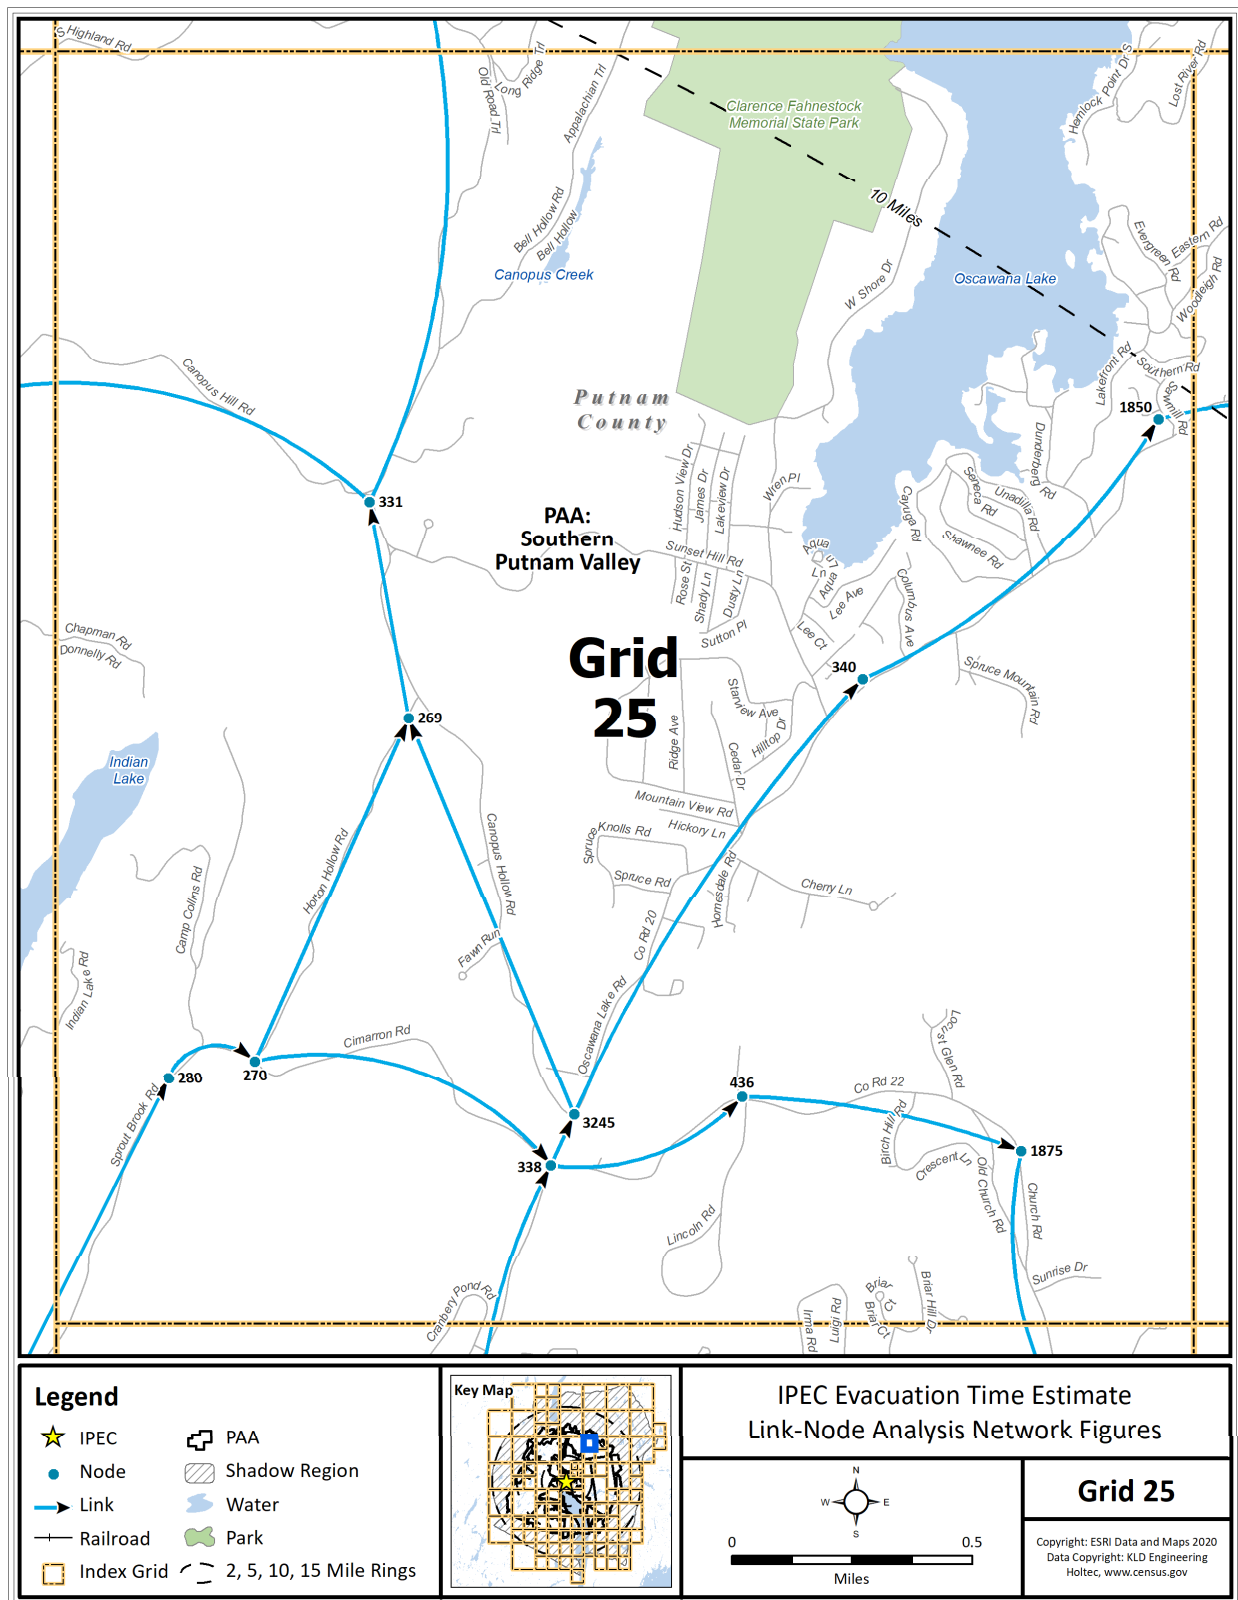 S Highland Rd
Old Road Trl
Long Ridge Trl
Appalachian Trl
Clarence Fahnestock
Memorial State Park
Hemlock Point Dr S
Lost River Rd
10 Miles
Bell Hollow Rd
Bell Hollow
Canopus Creek
W Shore Dr
Oscawana Lake
Evergreen Rd
Eastern Rd
Woodleigh Rd
Canopus Hill Rd
Putnam
County
Lakefront Rd
Southern Rd
Sawmill Rd
1850
331
PAA:
Southern
Putnam Valley
Hudson View Dr
James Dr
Lakeview Dr
Wren Pl
Cayuga Rd
Seneca
Rd
Unadilla Rd
Dunderberg Rd
Shawnee Rd
Sunset Hill Rd
Rose St
Shady Ln
Dusty Ln
Sutton Pl
Aqua
Ln
Aqua
Lee Ave
Lee Ct
Columbus Ave
Chapman Rd
Donnelly Rd
Grid
25
340
Spruce Mountain Rd
269
Starview Ave
Hilltop Dr
Ridge Ave
Cedar Dr
Indian
Lake
Mountain View Rd
Hickory Ln
Spruce Knolls Rd
Spruce Rd
Cherry Ln
Homesdale Rd
Horton Hollow Rd
Canopus Hollow Rd
Camp Collins Rd
Fawn Run
Co Rd 20
Indian Lake Rd
Oscawana Lake Rd
Cimarron Rd
Locust Glen Rd
280
270
436
Co Rd 22
Sprout Brook Rd
3245
Birch Hill Rd
338
1875
Crescent Ln
Old Church Rd
Church Rd
Lincoln Rd
Sunrise Dr
Cranbery Pond Rd
Irma Rd
Luigi Rd
Briar
Ct
Briar Ct
Briar Hill Dr
Legend
IPEC
PAA
Node
Shadow Region
Link
Water
Railroad
Park
Index Grid
2, 5, 10, 15 Mile Rings
Key Map
IPEC Evacuation Time Estimate
Link-Node Analysis Network Figures
N
W
E
S
0
0.5
Miles
Grid 25
Copyright: ESRI Data and Maps 2020
Data Copyright: KLD Engineering
Holtec, www.census.gov